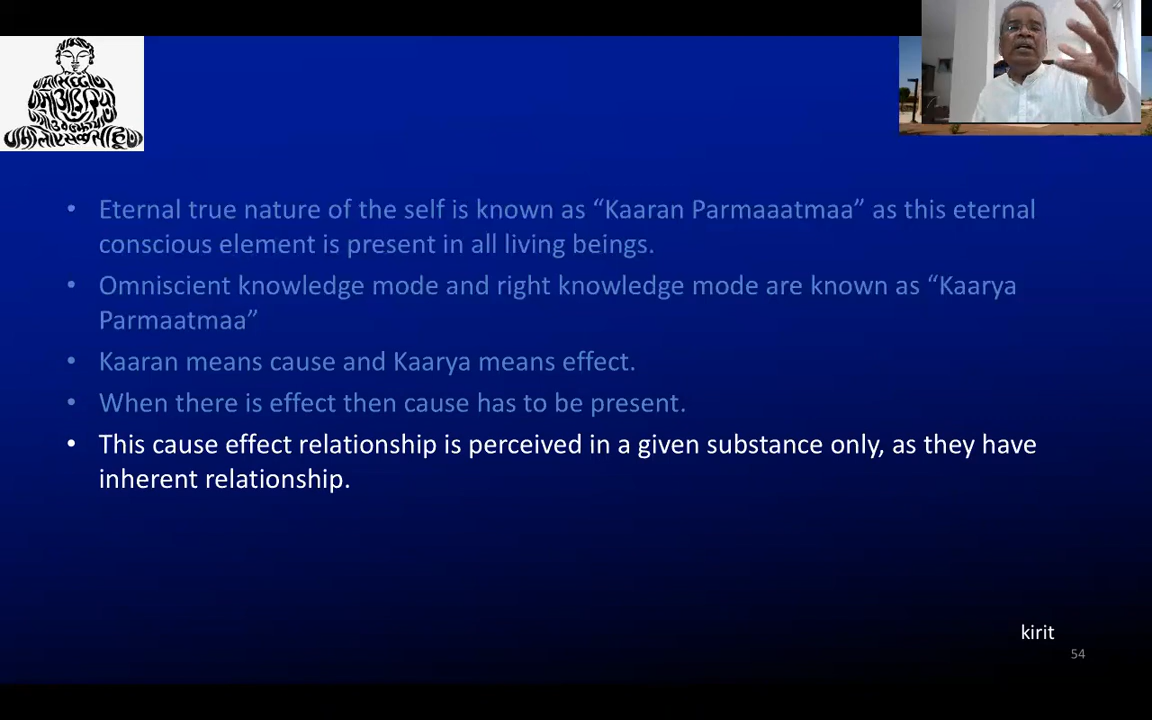 • Eternal true nature of the self is known as “Kaaran Parmaaatmaa” as this eternal
conscious element is present in all living beings.
• Omniscient knowledge mode and right knowledge mode are known as “Kaarya
Parmaatmaa”
• Kaaran means cause and Kaarya means effect.
• When there is effect then cause has to be present.
• This cause effect relationship is perceived in a given substance only, as they have
inherent relationship.
kirit
54